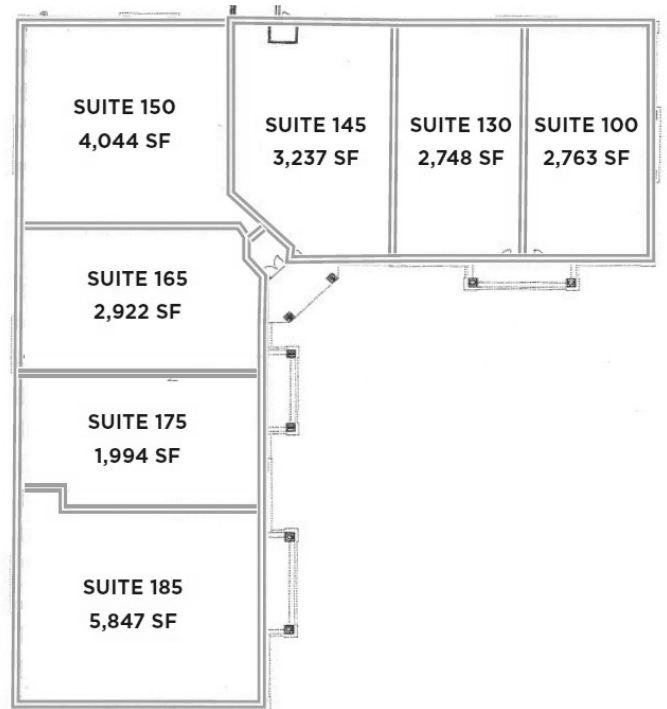 SUITE 150
4,044 SF
SUITE 145
3,237 SF
SUITE 130
2,748 SF
SUITE 100
2,763 SF
SUITE 165
2,922 SF
SUITE 175
1,994 SF
SUITE 185
5,847 SF